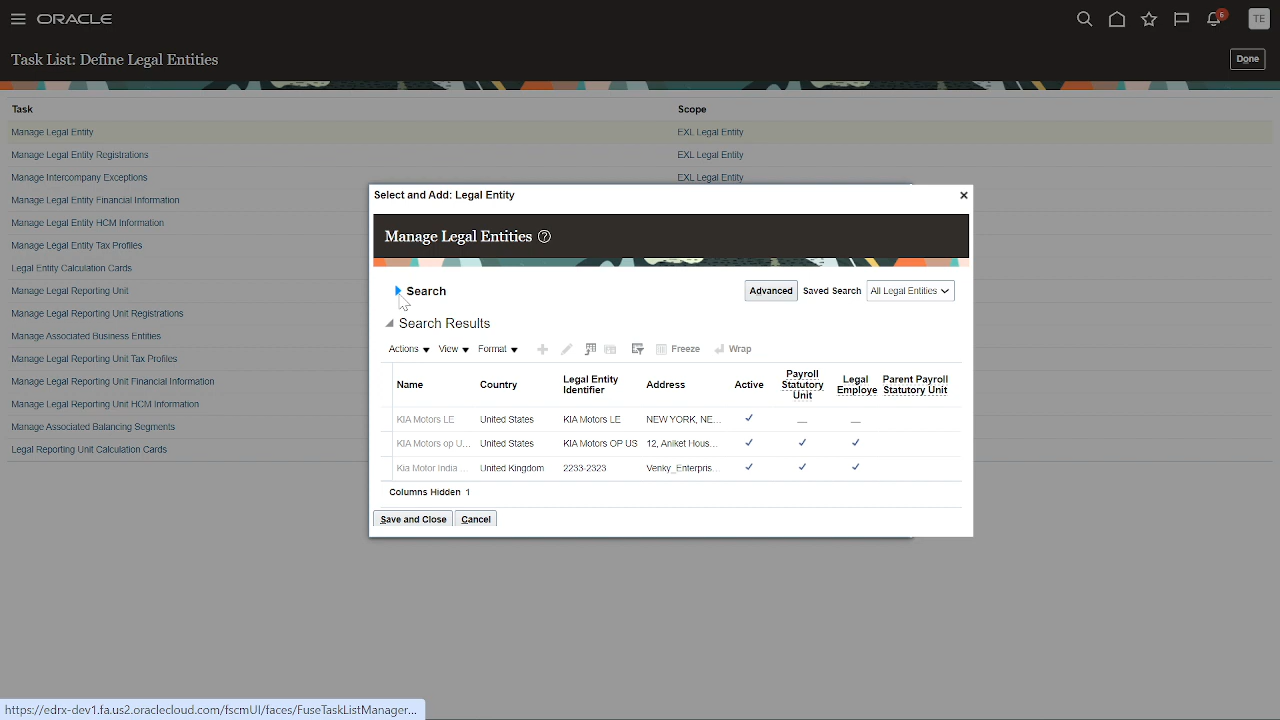 ORACLE
6
TE
Task List: Define Legal Entities
Done
Task Scope
Manage Legal Entity EXL Legal Entity
Manage Legal Entity Registrations EXL Legal Entity
Manage Intercompany Exceptions EXL Legal Entity
Manage Legal Entity Financial Information
Manage Legal Entity HCM Information
Manage Legal Entity Tax Profiles
Legal Entity Calculation Cards
Manage Legal Reporting Unit
Manage Legal Reporting Unit Registrations
Manage Associated Business Entities
Manage Legal Reporting Unit Tax Profiles
Manage Legal Reporting Unit Financial Information
Manage Legal Reporting Unit HCM Information
Manage Associated Balancing Segments
Legal Reporting Unit Calculation Cards
Select and Add: Legal Entity
Manage Legal Entities
Search
Advanced Saved Search All Legal Entities
Search Results
Actions View Format Freeze Wrap
Name Country Legal Entity Identifier Address Active Payroll Statutory Unit Legal Employe Parent Payroll Statutory Unit
KIA Motors LE United States KIA Motors LE NEW YORK, NE...
KIA Motors op U... United States KIA Motors OP US 12, Aniket Hous...
Kia Motor India ... United Kingdom 2233-2323 Venky_Enterpris...
Columns Hidden 1
Save and Close Cancel
https://edrx-dev1.fa.us2.oraclecloud.com/fscmUI/faces/FuseTaskListManager...